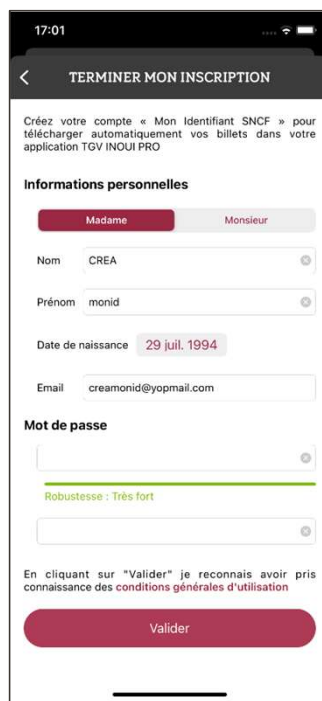 17:01
TERMINER MON INSCRIPTION
Créez votre compte « Mon Identifiant SNCF » pour
télécharger automatiquement vos billets dans votre
application TGV INOUI PRO
Informations personnelles
Madame Monsieur
Nom CREA
Prénom monid
Date de naissance 29 juil. 1994
Email creamonid@yopmail.com
Mot de passe
Robustesse : Très fort
En cliquant sur "Valider" je reconnais avoir pris
connaissance des conditions générales d'utilisation
Valider